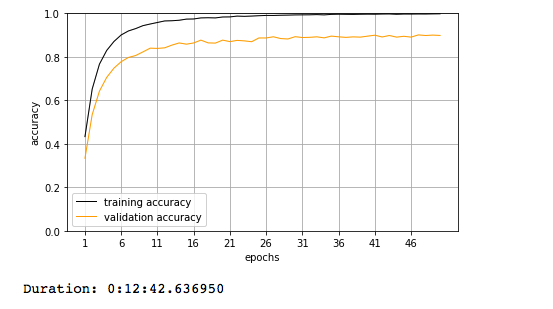 1.0
0.8
0.6
0.4
0.2
0.0
accuracy
training accuracy
validation accuracy
1 6 11 16 21 26 31 36 41 46
epochs
Duration: 0:12:42.636950